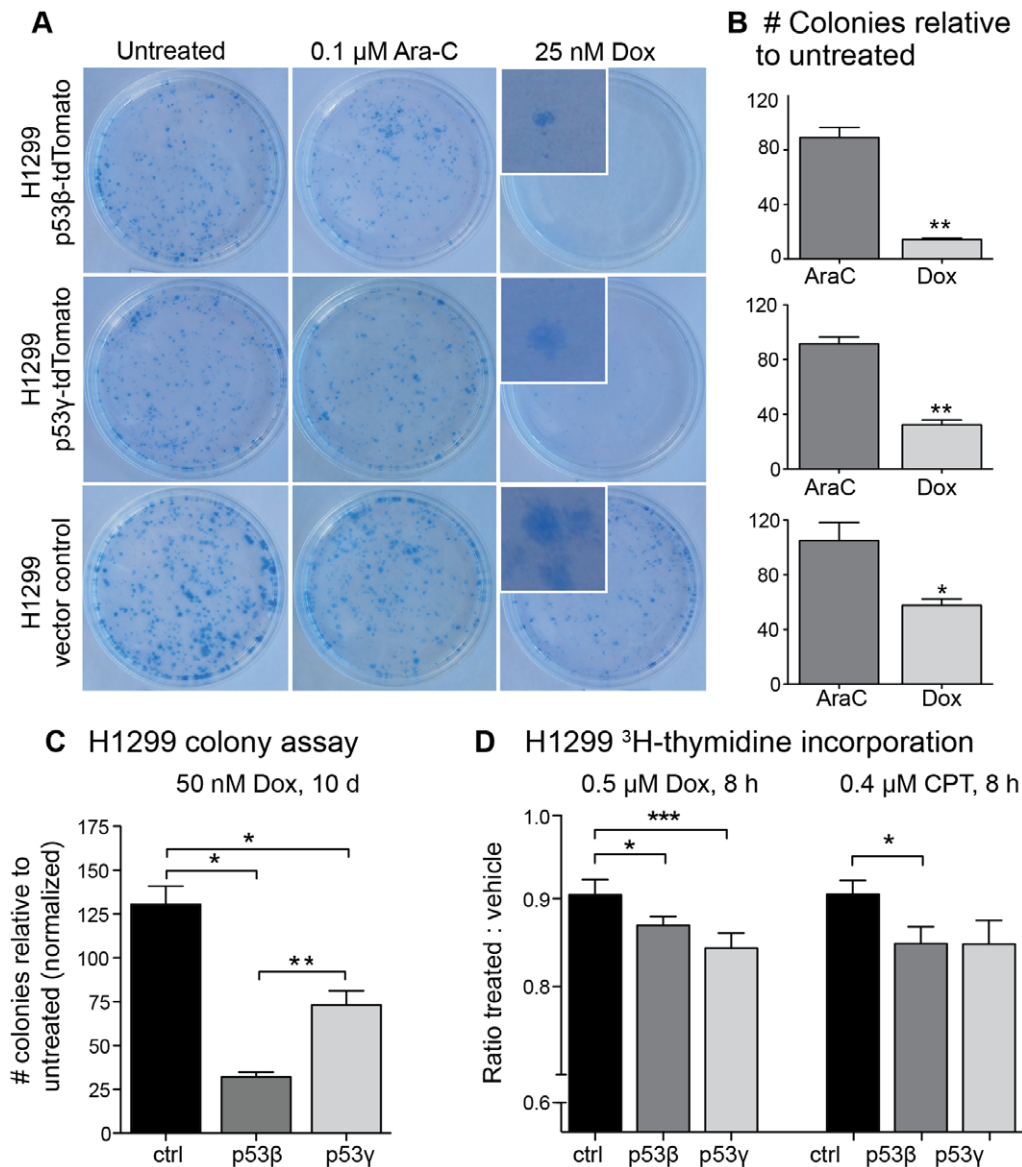 A
Untreated
0.1 µM Ara-C
25 nM Dox
H1299
p53β-tdTomato
H1299
p53γ-tdTomato
H1299
vector control
B # Colonies relative
to untreated
120
80
40
0
AraC
**
Dox
120
80
40
0
AraC
**
Dox
120
80
40
0
AraC
*
Dox
C H1299 colony assay
50 nM Dox, 10 d
# colonies relative to
untreated (normalized)
175
150
125
100
75
50
25
0
*
*
**
ctrl
p53β
p53γ
D H1299 ³H-thymidine incorporation
0.5 µM Dox, 8 h
0.4 µM CPT, 8 h
Ratio treated : vehicle
1.0
0.9
0.8
0.6
***
*
*
ctrl
p53β
p53γ
ctrl
p53β
p53γ